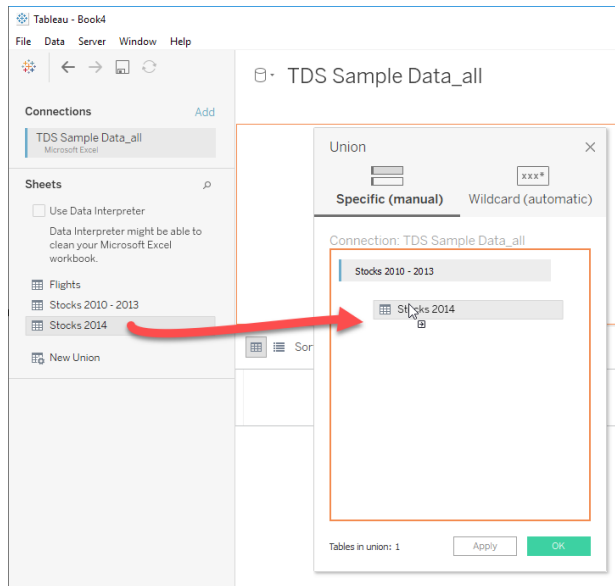 Tableau - Book4
File Data Server Window Help
TDS Sample Data_all
Connections Add
TDS Sample Data_all
Microsoft Excel
Sheets
Use Data Interpreter
Data Interpreter might be able to
clean your Microsoft Excel
workbook.
Flights
Stocks 2010 - 2013
Stocks 2014
New Union
Sor
Union
xxx*
Specific (manual) Wildcard (automatic)
Connection: TDS Sample Data_all
Stocks 2010 - 2013
Stocks 2014
Tables in union: 1 Apply OK